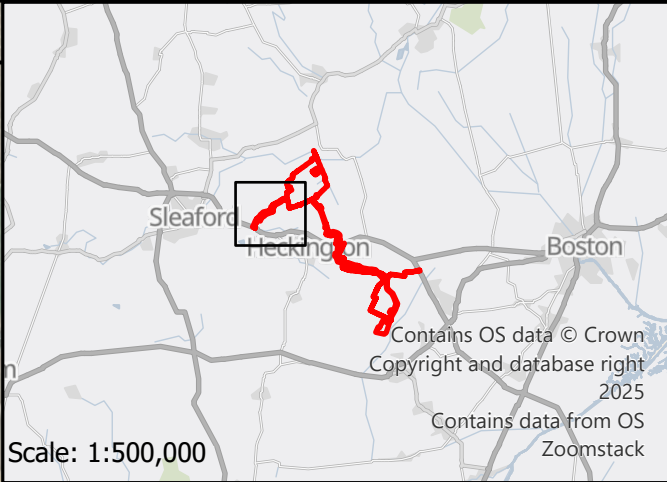 Sleaford
Heckington
Boston
n
Contains OS data © Crown
Copyright and database right
2025
Contains data from OS
Zoomstack
Scale: 1:500,000